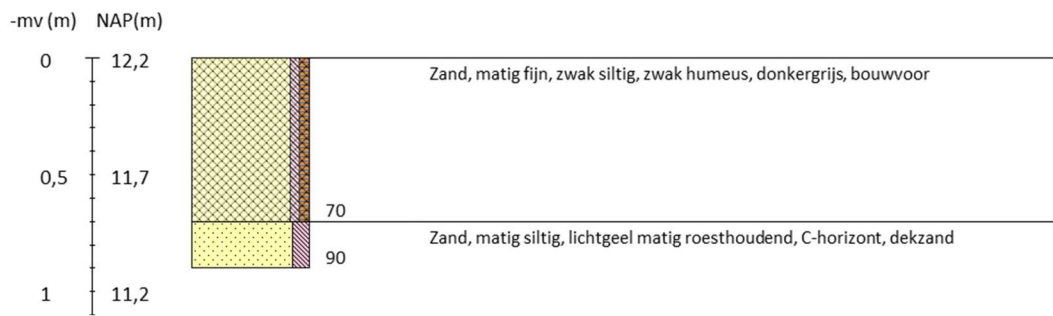 -mv (m) NAP(m)
0 12,2
Zand, matig fijn, zwak siltig, zwak humeus, donkergrijs, bouwvoor
0,5 11,7
70
Zand, matig siltig, lichtgeel matig roesthoudend, C-horizont, dekzand
90
1 11,2